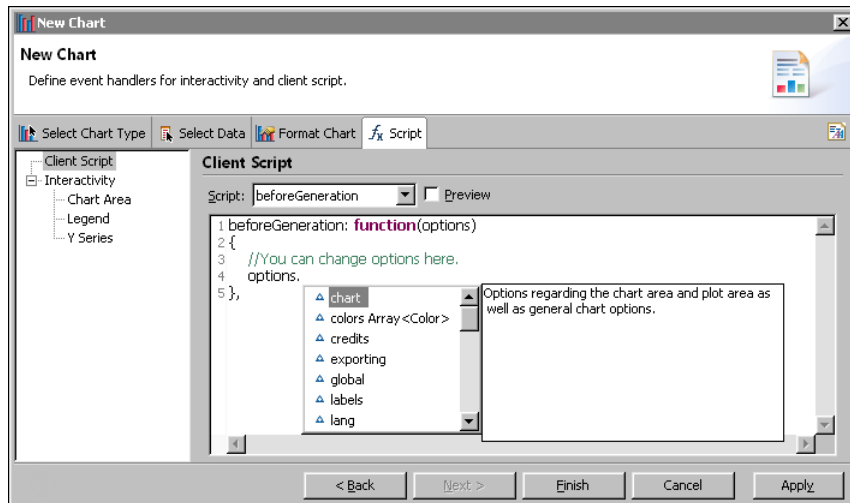 New Chart
New Chart
Define event handlers for interactivity and client script.
Select Chart Type Select Data Format Chart fx Script
Client Script
Interactivity
Chart Area
Legend
Y Series
Client Script
Script: beforeGeneration Preview
1 beforeGeneration: function(options)
2 {
3 //You can change options here.
4 options.
5 },
chart
colors Array<Color>
credits
exporting
global
labels
lang
Options regarding the chart area and plot area as
well as general chart options.
< Back Next > Finish Cancel Apply